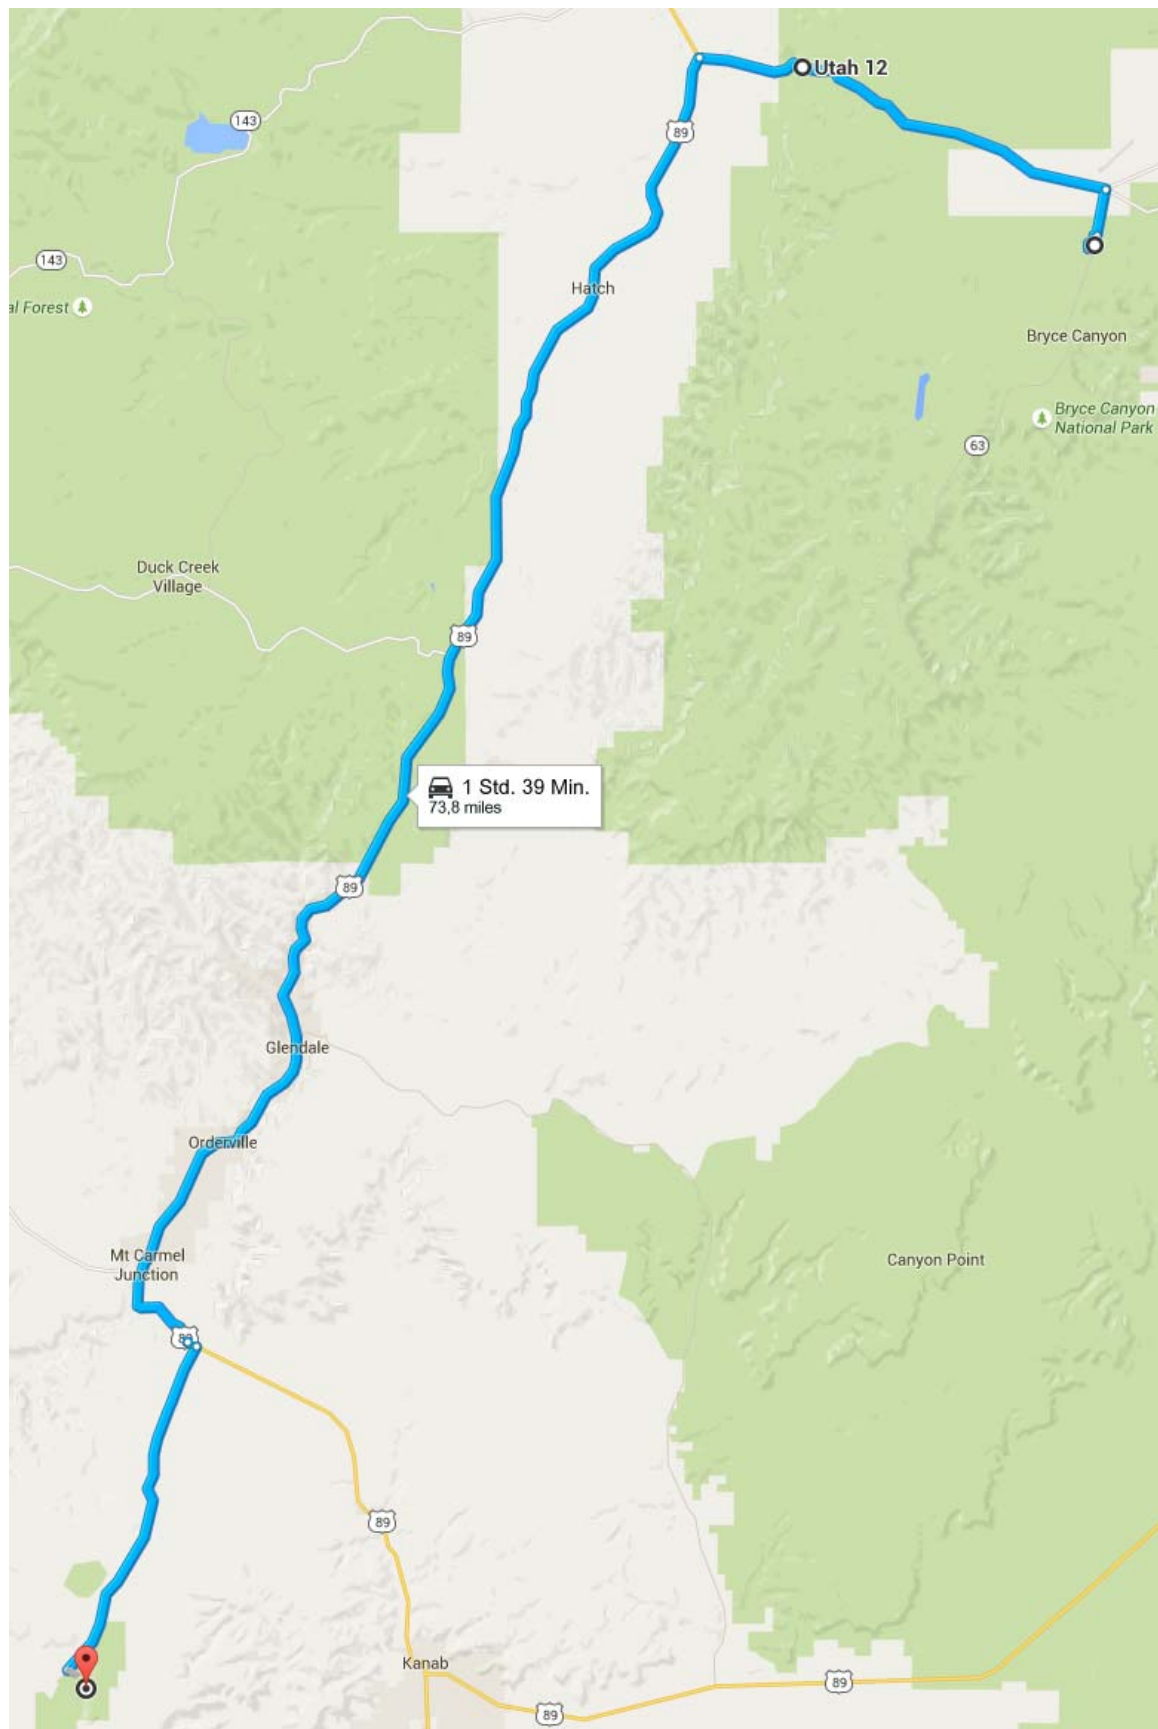 Utah 12
143
89
143
Hatch
al Forest
Bryce Canyon
Bryce Canyon
National Park
63
Duck Creek
Village
89
1 Std. 39 Min.
73,8 miles
89
Glendale
Orderville
Mt Carmel
Junction
Canyon Point
89
89
Kanab
89
89